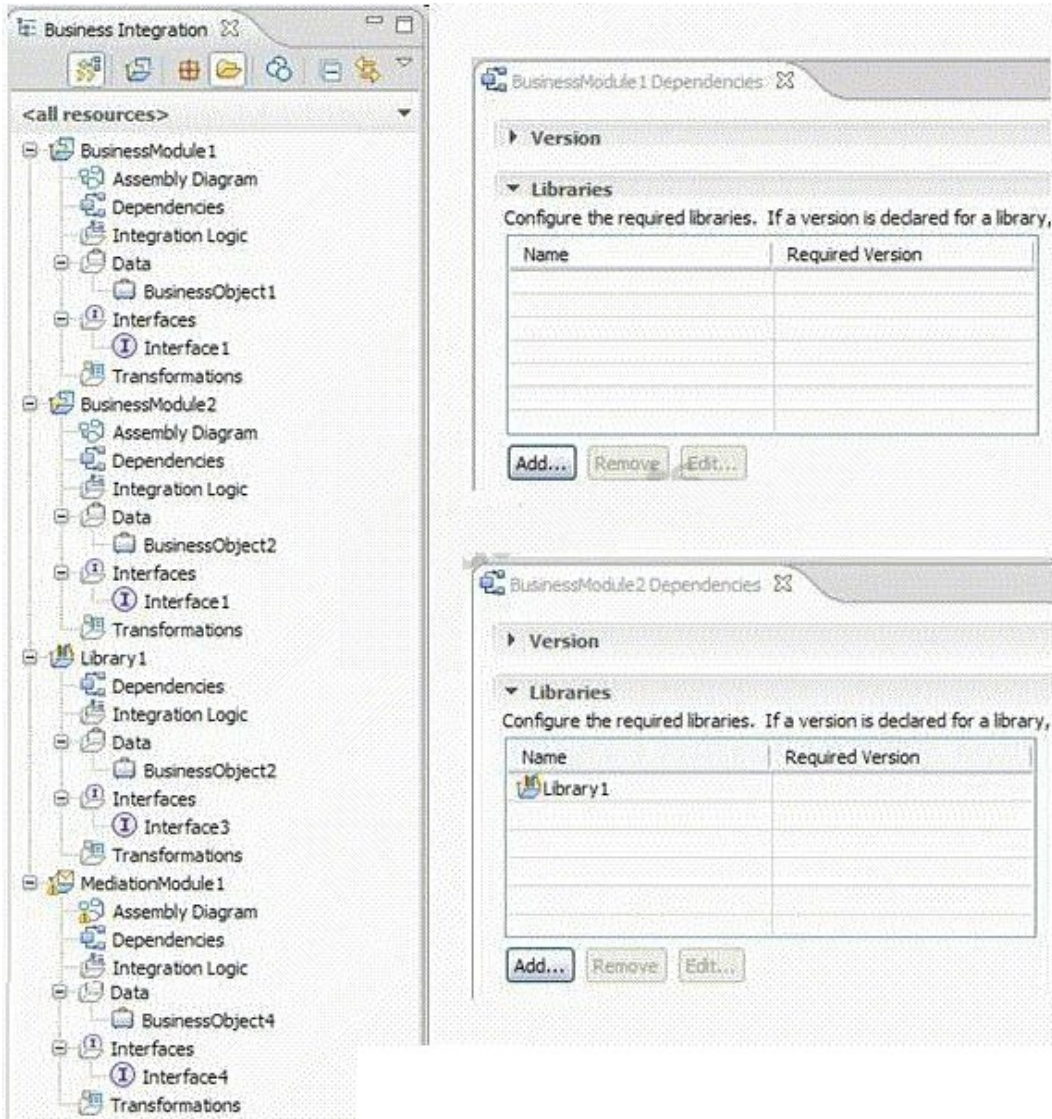 Business Integration
<all resources>
BusinessModule1
Assembly Diagram
Dependencies
Integration Logic
Data
BusinessObject1
Interfaces
Interface1
Transformations
BusinessModule2
Assembly Diagram
Dependencies
Integration Logic
Data
BusinessObject2
Interfaces
Interface1
Transformations
Library1
Dependencies
Integration Logic
Data
BusinessObject2
Interfaces
Interface3
Transformations
MediationModule1
Assembly Diagram
Dependencies
Integration Logic
Data
BusinessObject4
Interfaces
Interface4
Transformations
BusinessModule1 Dependencies
Version
Libraries
Configure the required libraries. If a version is declared for a library,
Name Required Version
Add... Remove Edit...
BusinessModule2 Dependencies
Version
Libraries
Configure the required libraries. If a version is declared for a library,
Name Required Version
Library1
Add... Remove Edit...